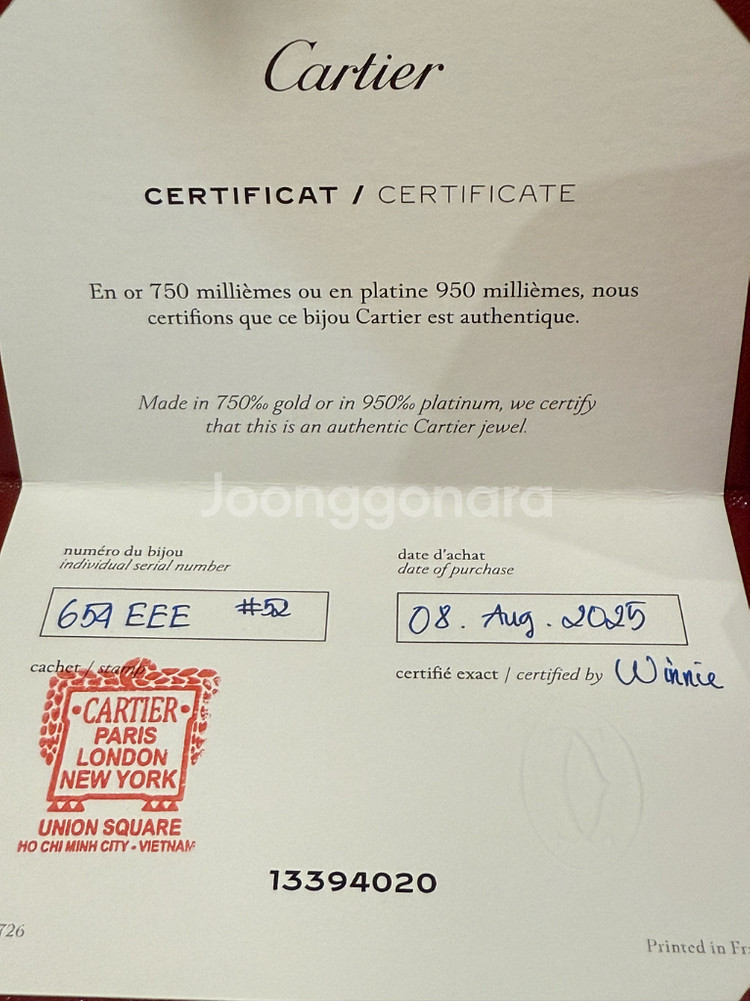 Cartier
CERTIFICAT / CERTIFICATE
En or 750 millièmes ou en platine 950 millièmes, nous
certifions que ce bijou Cartier est authentique.
Made in 750‰ gold or in 950‰ platinum, we certify
that this is an authentic Cartier jewel.
Joonggonara
numéro du bijou
individual serial number
65A EEE #52
date d'achat
date of purchase
08. Aug. 2025
cachet / stamp
certifié exact / certified by Winnie
CARTIER
PARIS
LONDON
NEW YORK
UNION SQUARE
HO CHI MINH CITY - VIETNAM
13394020
726
Printed in Fr